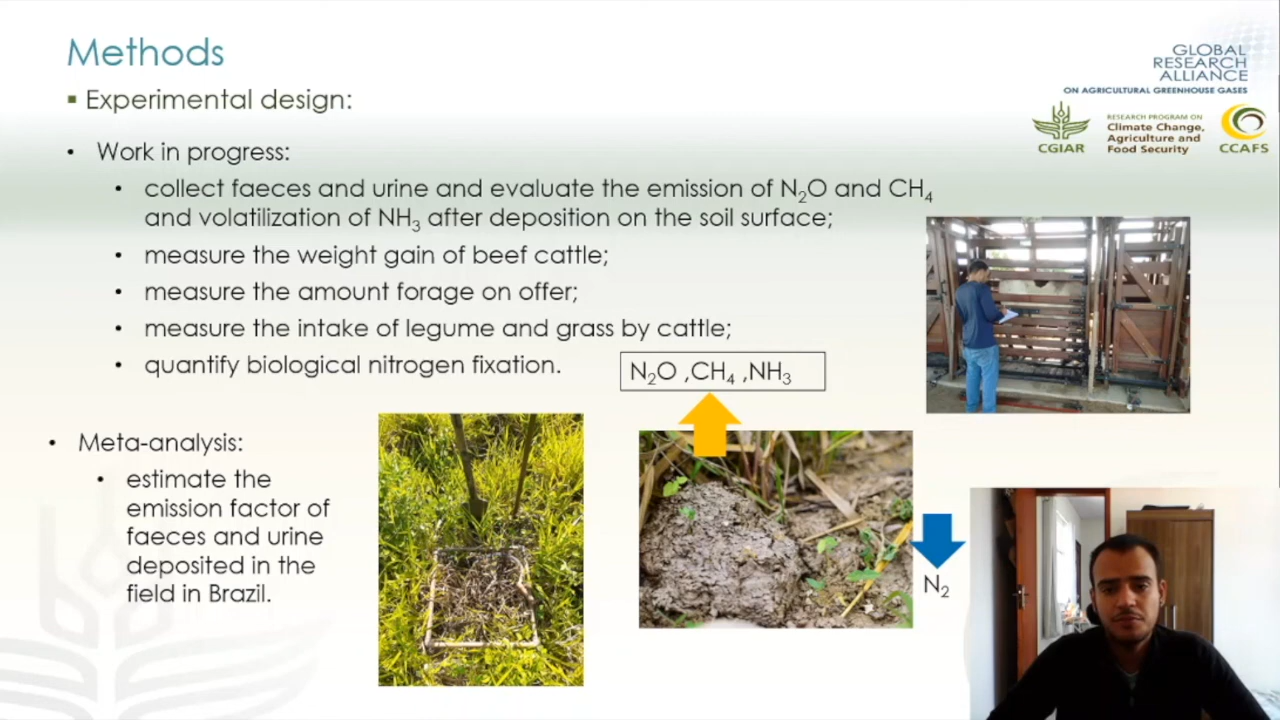 Methods
GLOBAL
RESEARCH
ALLIANCE
ON AGRICULTURAL GREENHOUSE GASES
▪ Experimental design:
CGIAR
RESEARCH PROGRAM ON
Climate Change,
Agriculture and
Food Security
CCAFS
• Work in progress:
• collect faeces and urine and evaluate the emission of N₂O and CH₄
and volatilization of NH₃ after deposition on the soil surface;
• measure the weight gain of beef cattle;
• measure the amount forage on offer;
• measure the intake of legume and grass by cattle;
• quantify biological nitrogen fixation.
N₂O ,CH₄ ,NH₃
• Meta-analysis:
• estimate the
emission factor of
faeces and urine
deposited in the
field in Brazil.
N₂